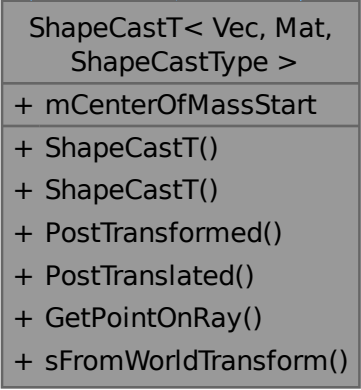 ShapeCastT< Vec, Mat,
ShapeCastType >
+ mCenterOfMassStart
+ ShapeCastT()
+ ShapeCastT()
+ PostTransformed()
+ PostTranslated()
+ GetPointOnRay()
+ sFromWorldTransform()